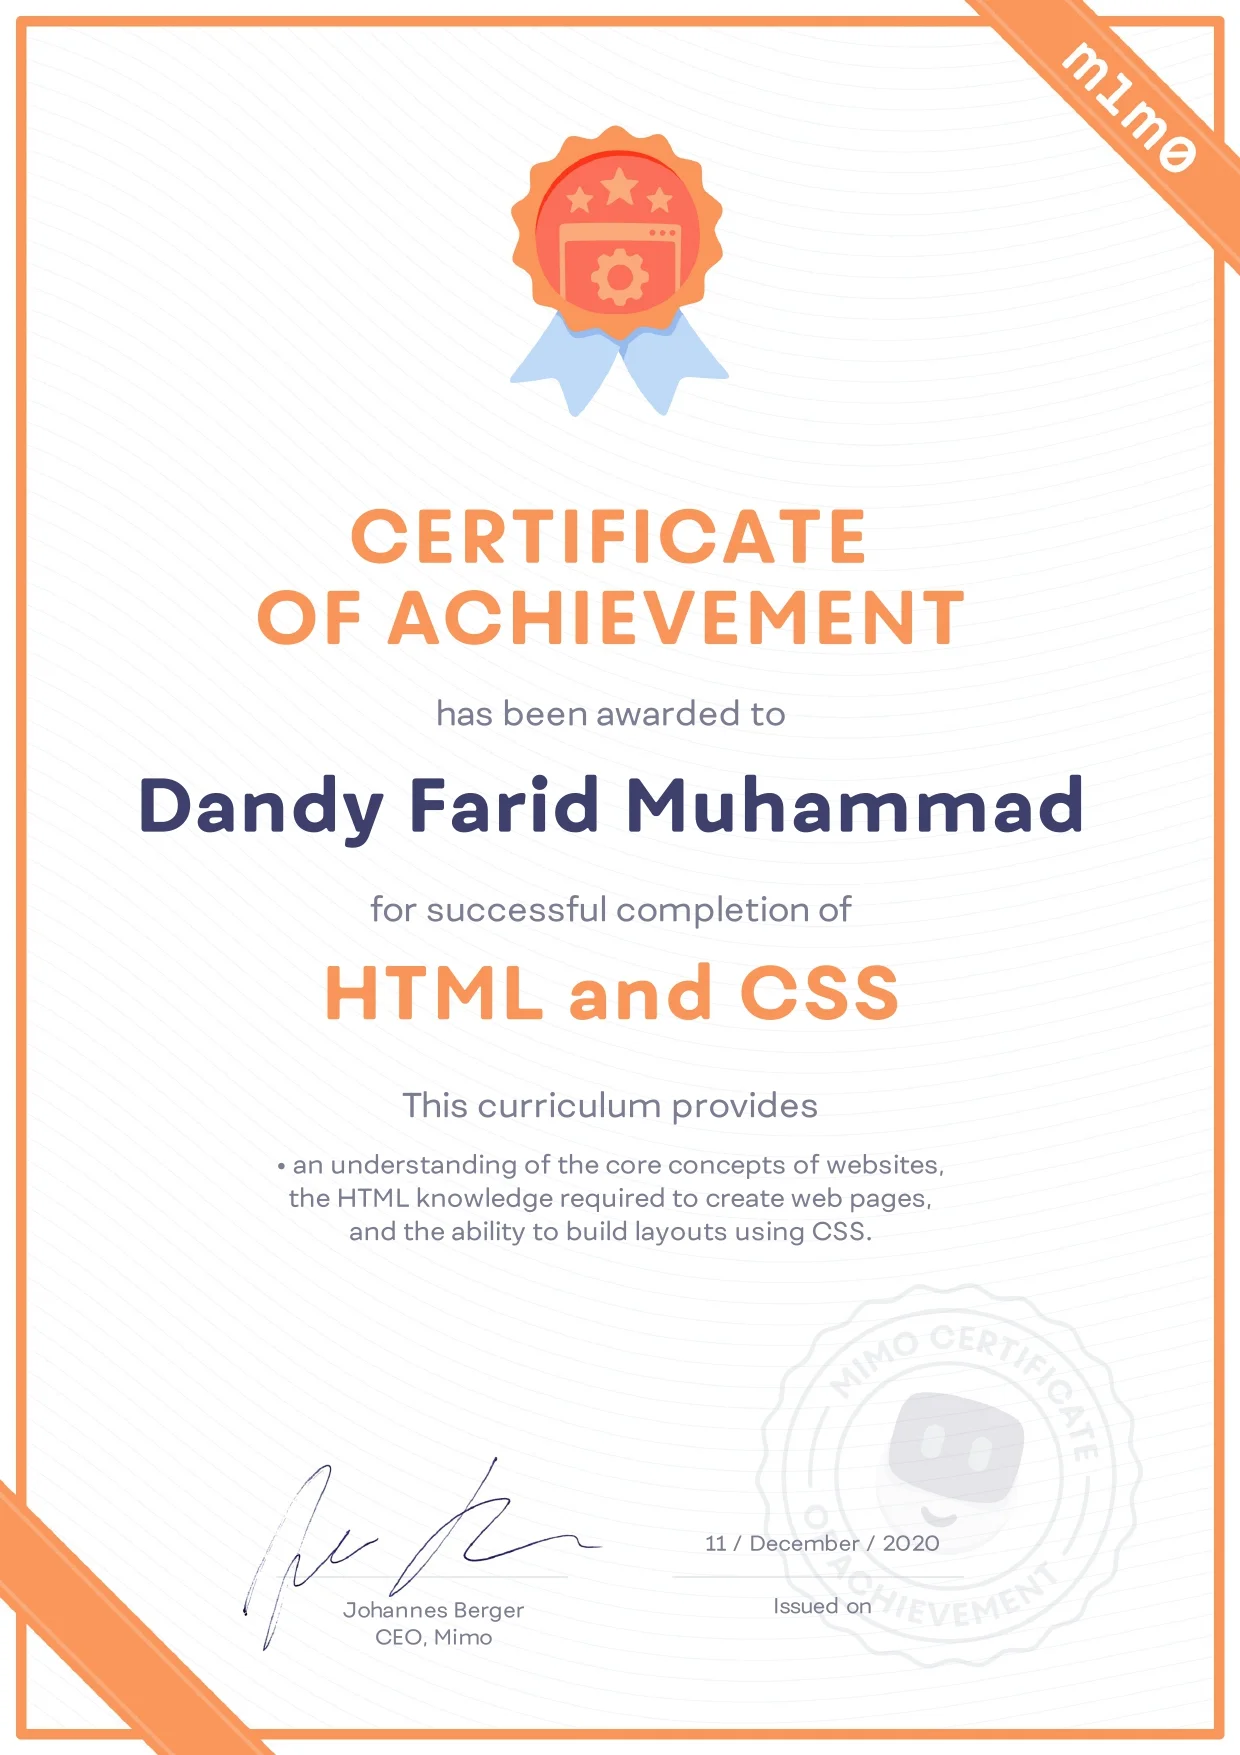 m1m0
CERTIFICATE
OF ACHIEVEMENT
has been awarded to
Dandy Farid Muhammad
for successful completion of
HTML and CSS
This curriculum provides
• an understanding of the core concepts of websites,
the HTML knowledge required to create web pages,
and the ability to build layouts using CSS.
MIMO CERTIFICATE
OF ACHIEVEMENT
11 / December / 2020
Johannes Berger
CEO, Mimo
Issued on